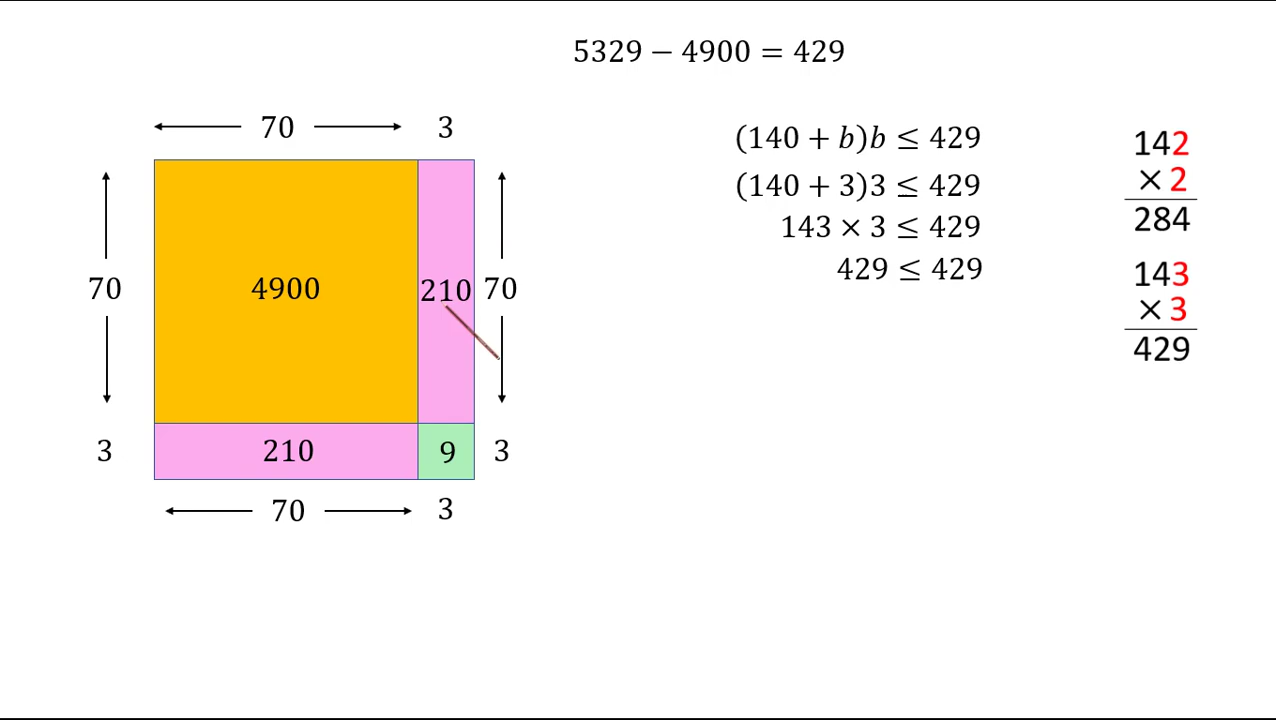 5329 − 4900 = 429
70 3
70 4900 210 70
3 210 9 3
70 3
(140 + b)b ≤ 429
(140 + 3)3 ≤ 429
143 × 3 ≤ 429
429 ≤ 429
142
× 2
284
143
× 3
429